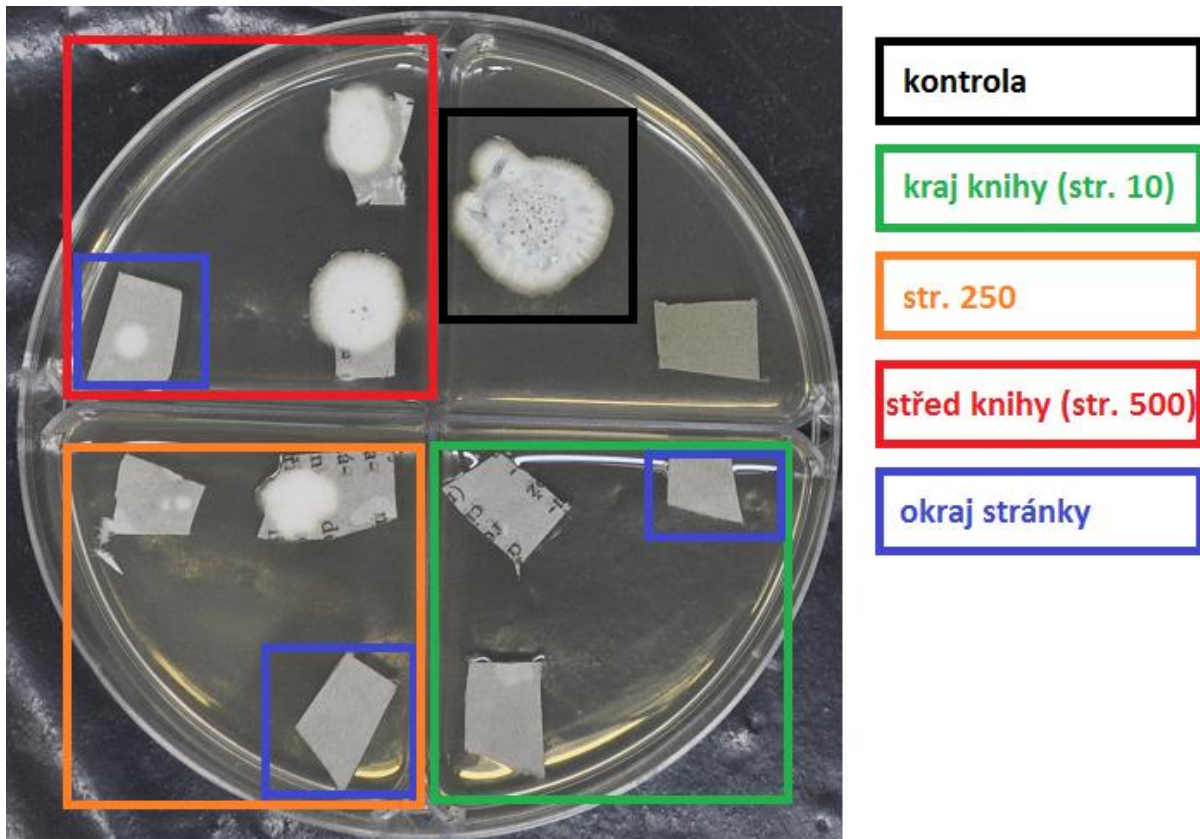 kontrola
kraj knihy (str. 10)
str. 250
střed knihy (str. 500)
okraj stránky